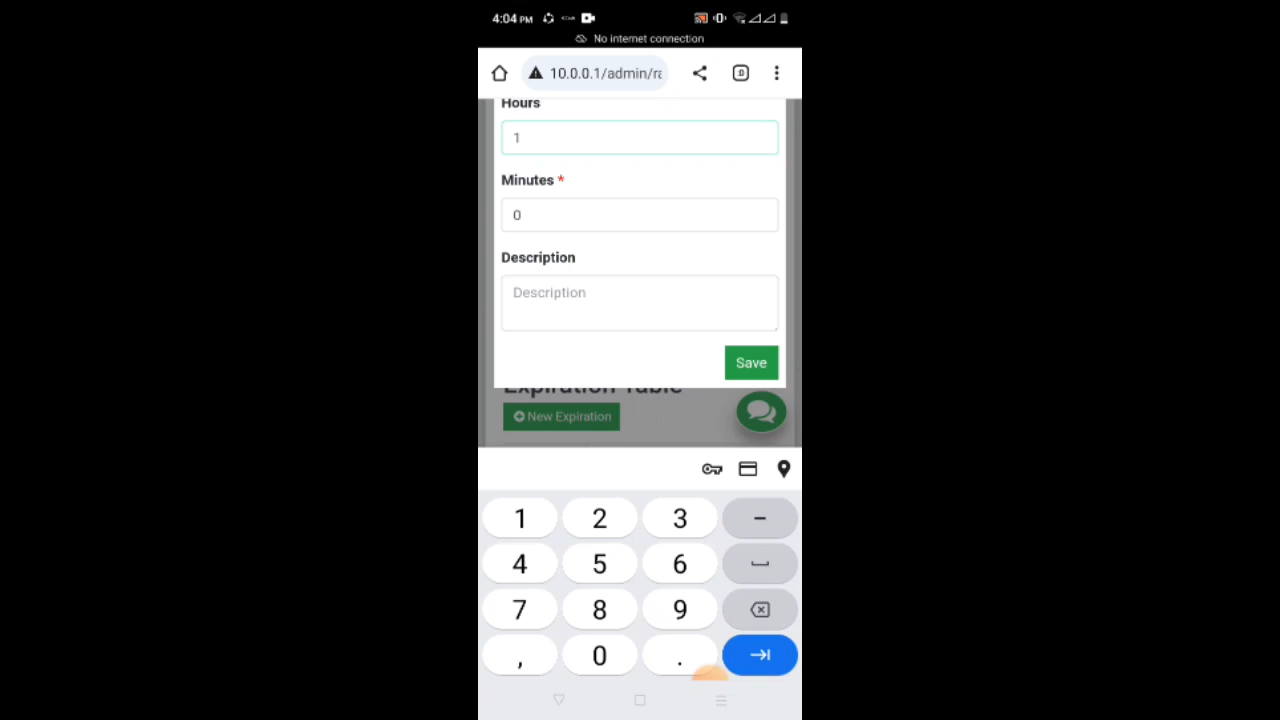 4:04 PM
No internet connection
10.0.0.1/admin/ra
:D
Hours
1
Minutes *
0
Description
Description
Save
Expiration Table
New Expiration
1 2 3 -
4 5 6
7 8 9
, 0 .